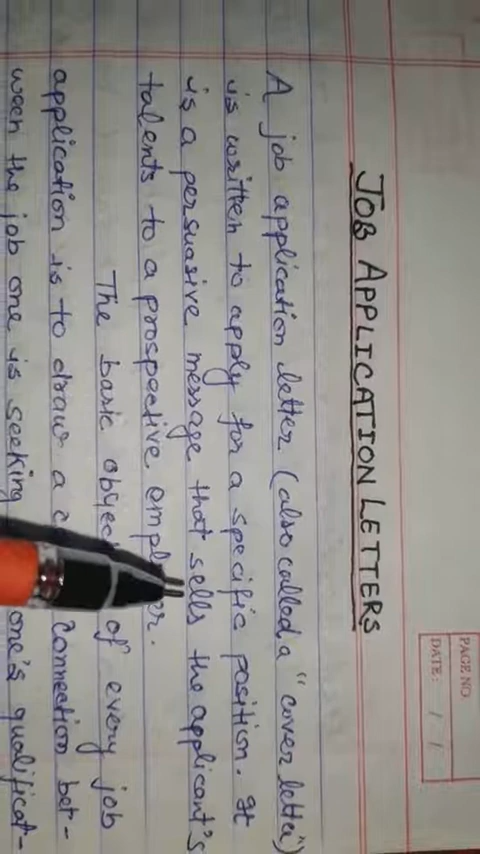 PAGE NO.
DATE: / /
JOB APPLICATION LETTERS
A job application letter (also called a "cover letter")
is written to apply for a specific position. It
is a persuasive message that sells the applicant's
talents to a prospective
The basic of every job
application is to draw a connection bet-
ween the job one is seeking one's qualificat-